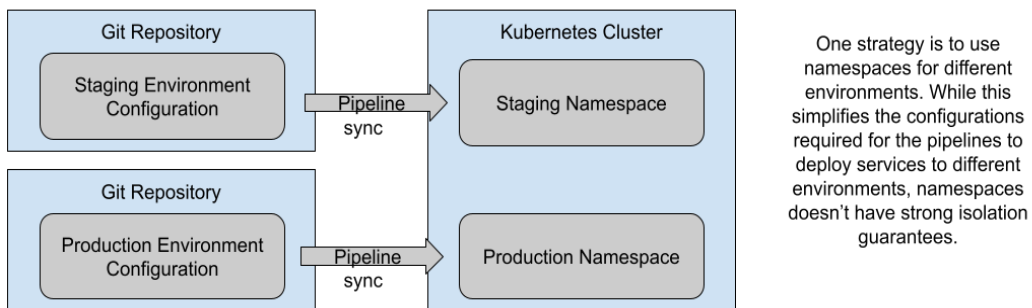 Git Repository
Staging Environment
Configuration
Pipeline
sync
Kubernetes Cluster
Staging Namespace
Git Repository
Production Environment
Configuration
Pipeline
sync
Production Namespace
One strategy is to use
namespaces for different
environments. While this
simplifies the configurations
required for the pipelines to
deploy services to different
environments, namespaces
doesn’t have strong isolation
guarantees.